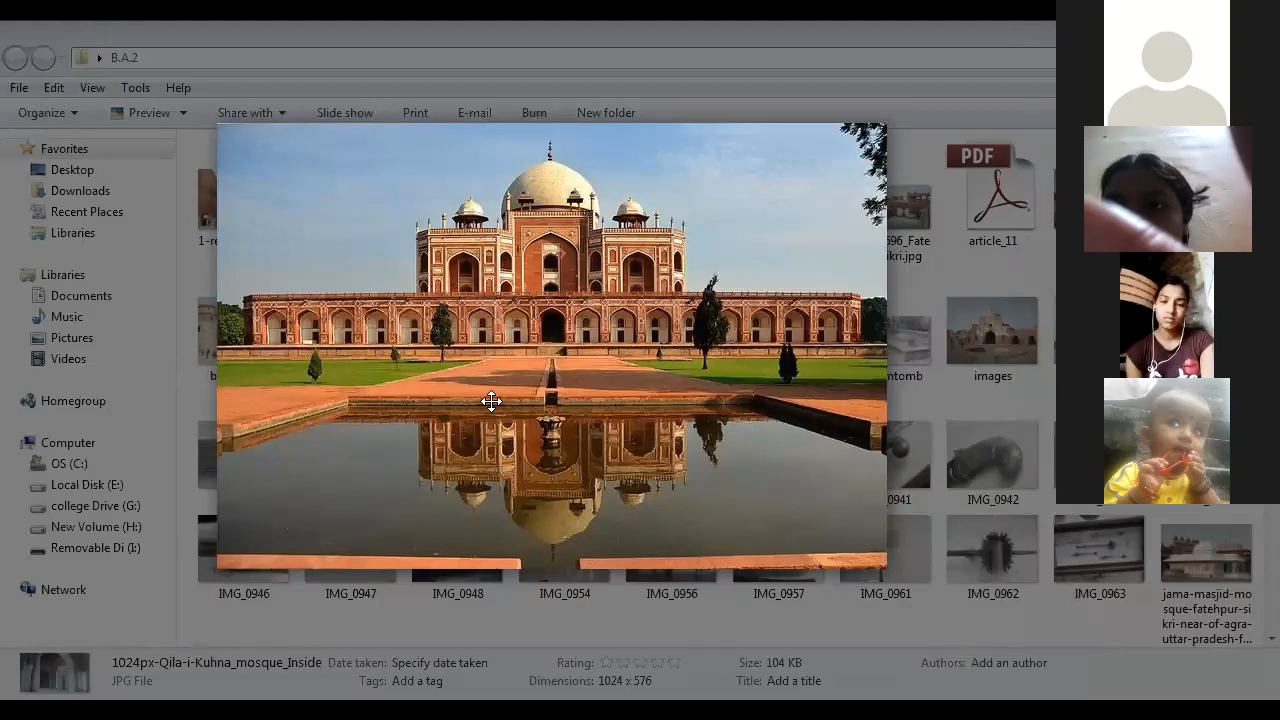 B.A.2
File Edit View Tools Help
Organize Preview Share with Slide show Print E-mail Burn New folder
Favorites
Desktop
Downloads
Recent Places
Libraries
Libraries
Documents
Music
Pictures
Videos
Homegroup
Computer
OS (C:)
Local Disk (E:)
college Drive (G:)
New Volume (H:)
Removable Di (I:)
Network
PDF
article_11
ikri.jpg
images
IMG_0942
IMG_0946 IMG_0947 IMG_0948 IMG_0954 IMG_0956 IMG_0957 IMG_0961 IMG_0962 IMG_0963 jama-masjid-mo
sque-fatehpur-si
kri-near-of-agra-
uttar-pradesh-f...
1024px-Qila-i-Kuhna_mosque_Inside Date taken: Specify date taken Rating: Size: 104 KB Authors: Add an author
JPG File Tags: Add a tag Dimensions: 1024 x 576 Title: Add a title